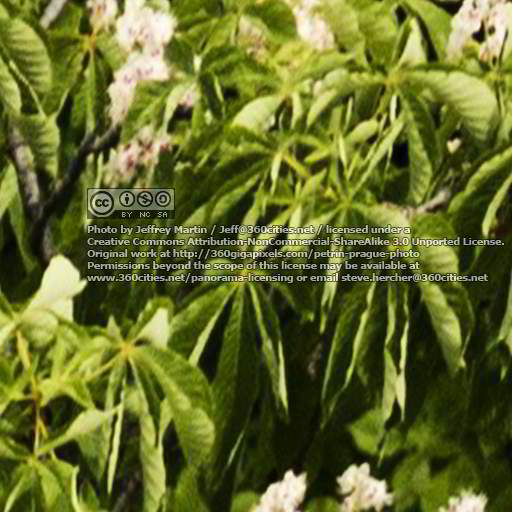 cc
BY NC SA
Photo by Jeffrey Martin / Jeff@360cities.net / licensed under a
Creative Commons Attribution-NonCommercial-ShareAlike 3.0 Unported License.
Original work at http://360gigapixels.com/petrin-prague-photo
Permissions beyond the scope of this license may be available at
www.360cities.net/panorama-licensing or email steve.hercher@360cities.net